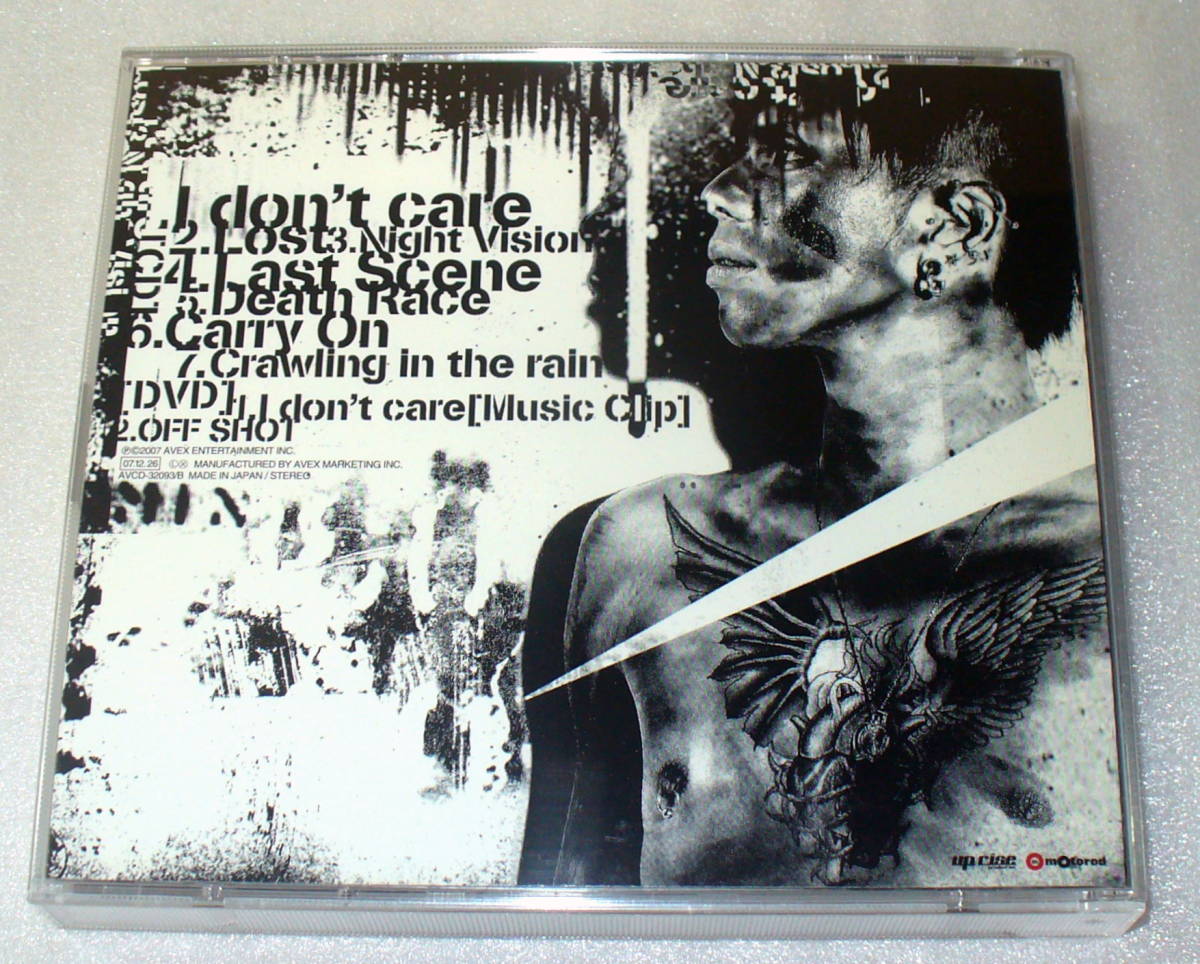 1.I don't care
2.Lost 3.Night Vision
[CD]
4.Last Scene
5.Death Race
6.Carry On
7.Crawling in the rain
[DVD] 1.I don't care[Music Clip]
2.OFF SHOT
℗©2007 AVEX ENTERTAINMENT INC.
07.12.26 MANUFACTURED BY AVEX MARKETING INC.
AVCD-32093/B MADE IN JAPAN / STEREO
up rise motorod